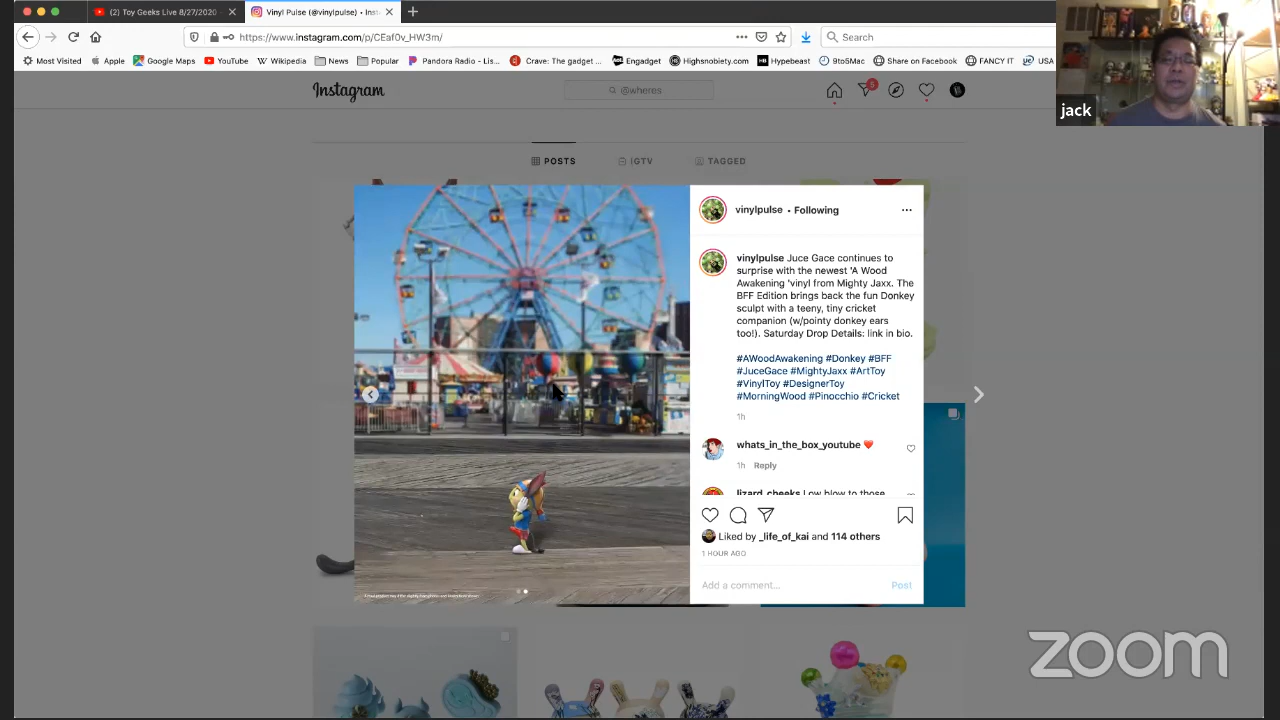 (2) Toy Geeks Live 8/27/2020
Vinyl Pulse (@vinylpulse) • Inst
https://www.instagram.com/p/CEaf0v_HW3m/
Search
Most Visited
Apple
Google Maps
YouTube
Wikipedia
News
Popular
Pandora Radio - Lis...
Crave: The gadget ...
Engadget
Highsnobiety.com
Hypebeast
9to5Mac
Share on Facebook
FANCY IT
USA
jack
Instagram
@wheres
5
POSTS
IGTV
TAGGED
vinylpulse • Following
vinylpulse Juce Gace continues to
surprise with the newest 'A Wood
Awakening 'vinyl from Mighty Jaxx. The
BFF Edition brings back the fun Donkey
sculpt with a teeny, tiny cricket
companion (w/pointy donkey ears
too!). Saturday Drop Details: link in bio.
#AWoodAwakening #Donkey #BFF
#JuceGace #MightyJaxx #ArtToy
#VinylToy #DesignerToy
#MorningWood #Pinocchio #Cricket
1h
whats_in_the_box_youtube ❤️
1h Reply
lizard_cheeks Low blow to those
Liked by _life_of_kai and 114 others
1 HOUR AGO
Add a comment...
Post
zoom